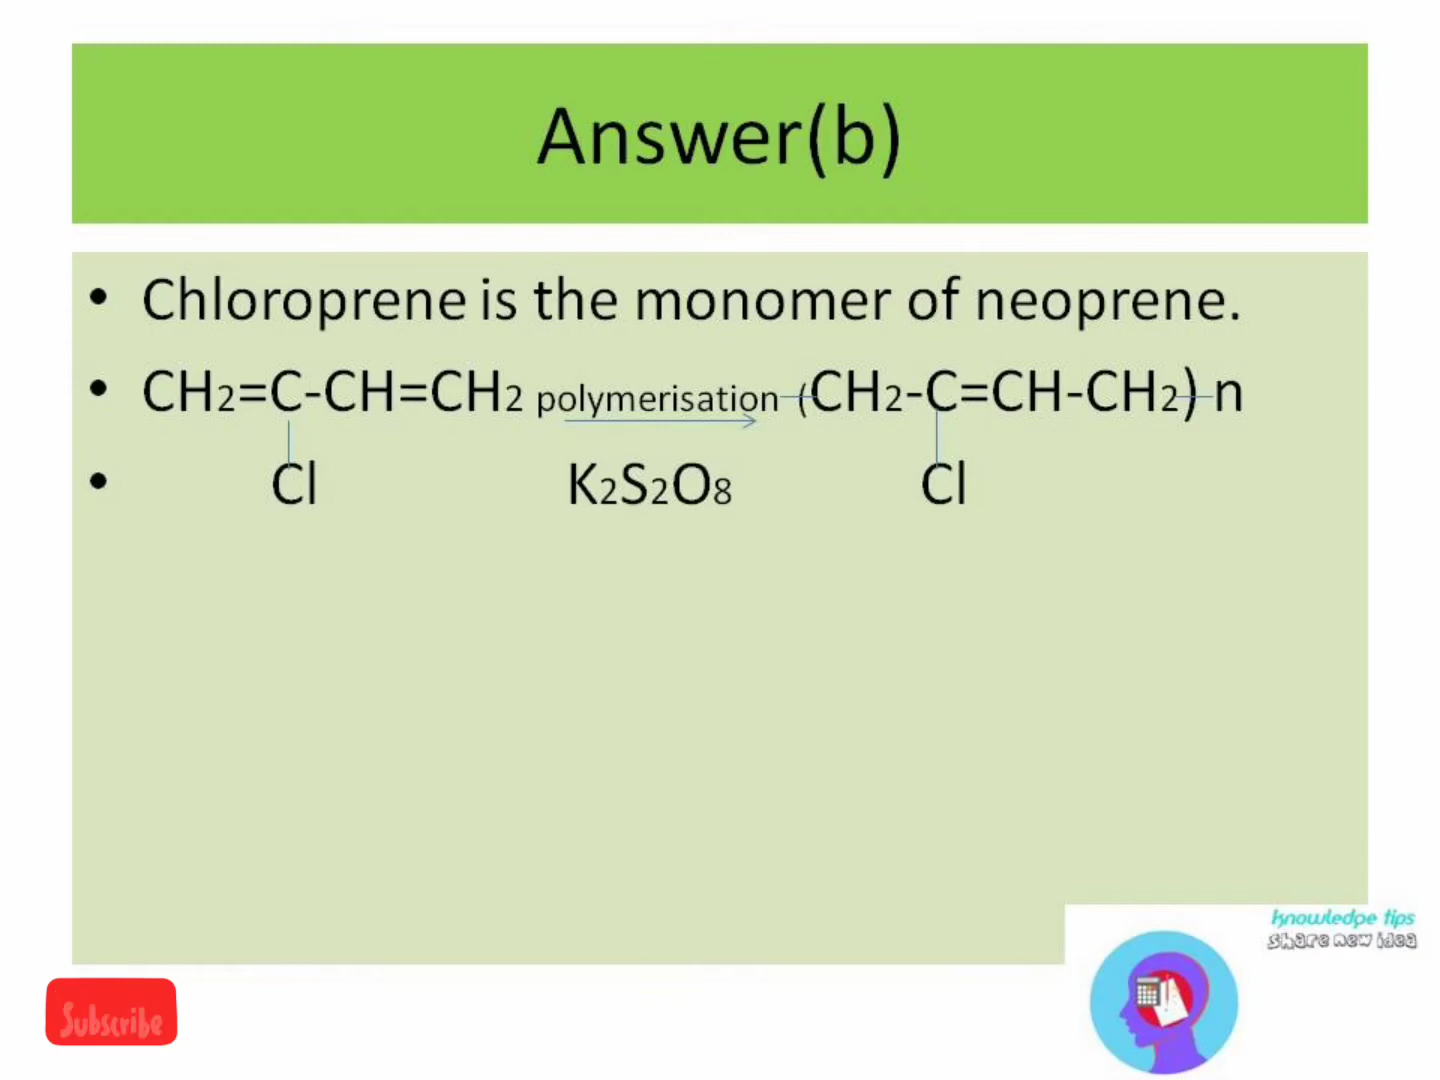 Answer(b)
• Chloroprene is the monomer of neoprene.
• CH2=C-CH=CH2 polymerisation (CH2-C=CH-CH2) n
• Cl K2S2O8 Cl
knowledge tips
share new idea
Subscribe